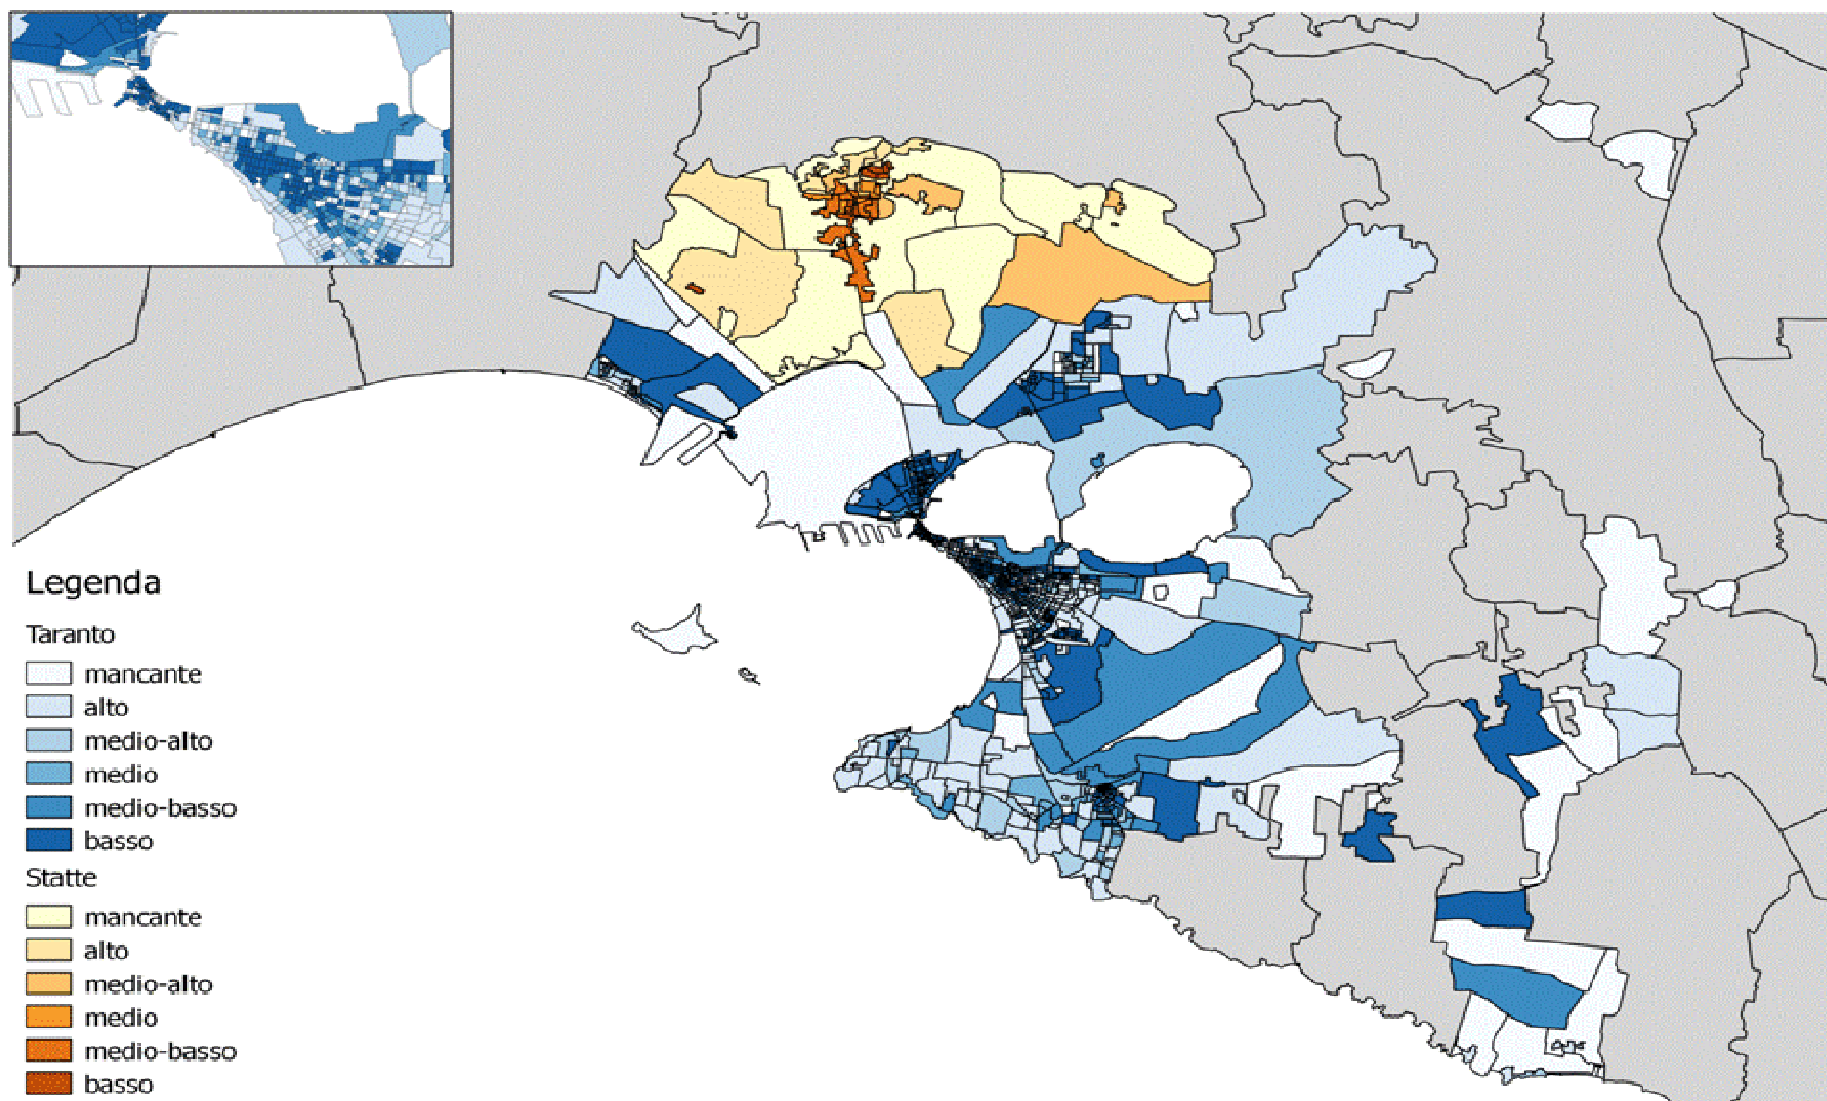 Legenda
Taranto
mancante
alto
medio-alto
medio
medio-basso
basso
Statte
mancante
alto
medio-alto
medio
medio-basso
basso